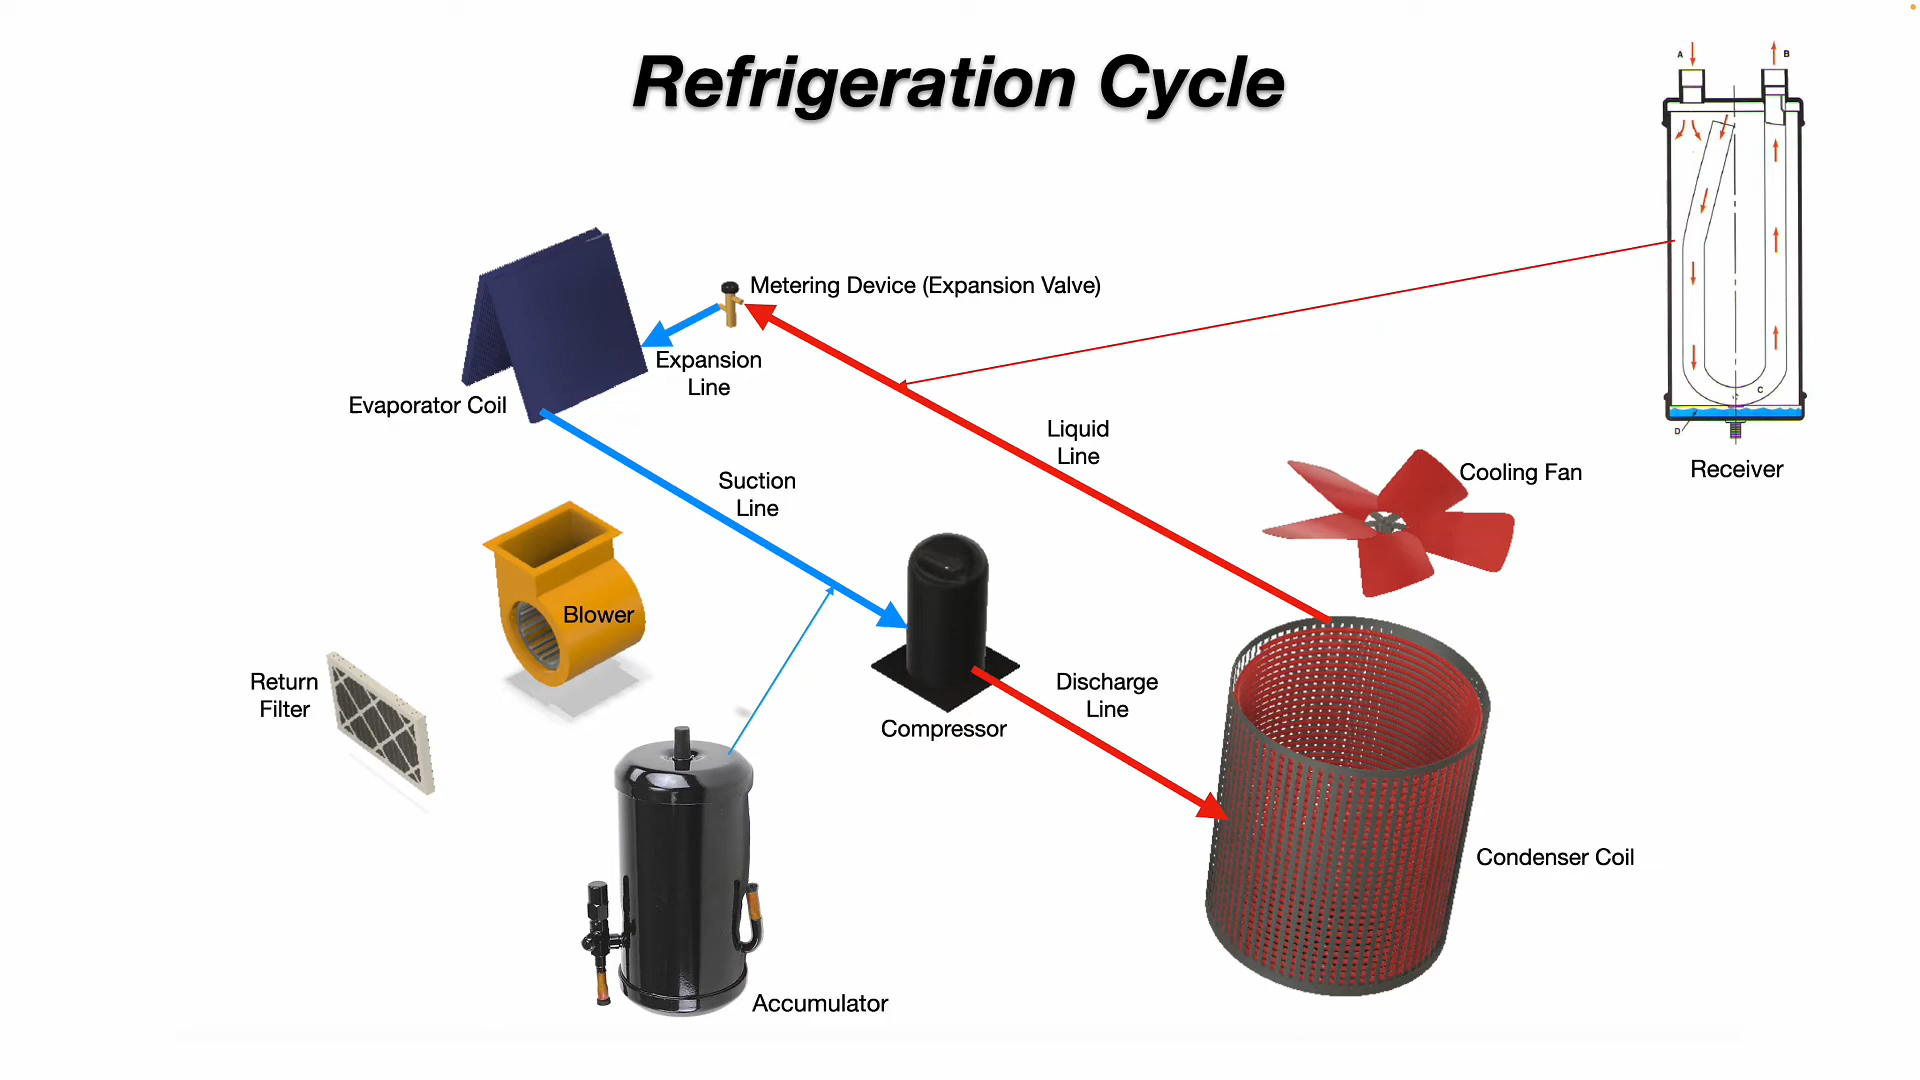 Refrigeration Cycle
A
B
Metering Device (Expansion Valve)
Expansion
Line
Evaporator Coil
C
D
Liquid
Line
Cooling Fan
Receiver
Suction
Line
Blower
Return
Filter
Compressor
Discharge
Line
Condenser Coil
Accumulator